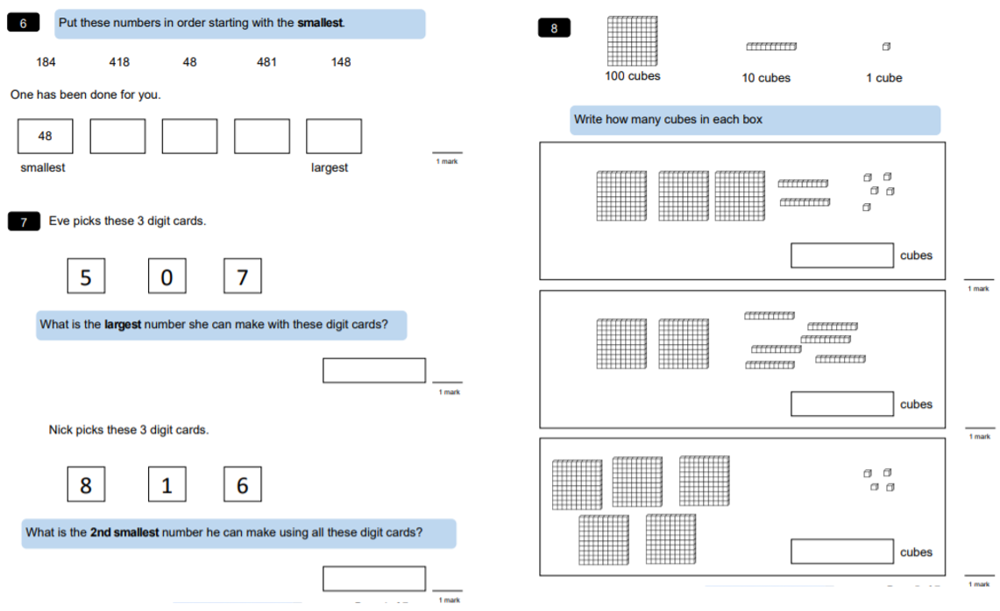 6 Put these numbers in order starting with the smallest.
184 418 48 481 148
One has been done for you.
48
smallest largest
1 mark
7 Eve picks these 3 digit cards.
5 0 7
What is the largest number she can make with these digit cards?
1 mark
Nick picks these 3 digit cards.
8 1 6
What is the 2nd smallest number he can make using all these digit cards?
1 mark
8
100 cubes 10 cubes 1 cube
Write how many cubes in each box
cubes
1 mark
cubes
1 mark
cubes
1 mark